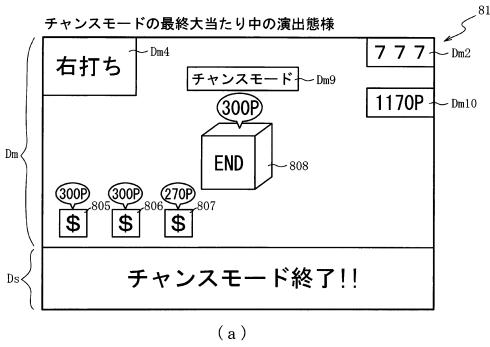 チャンスモードの最終大当たり中の演出態様
81
右打ち
Dm4
777
Dm2
チャンスモード
Dm9
1170P
Dm10
300P
Dm
END
808
300P
300P
270P
$
805
$
806
$
807
Ds
チャンスモード終了!!
(a)